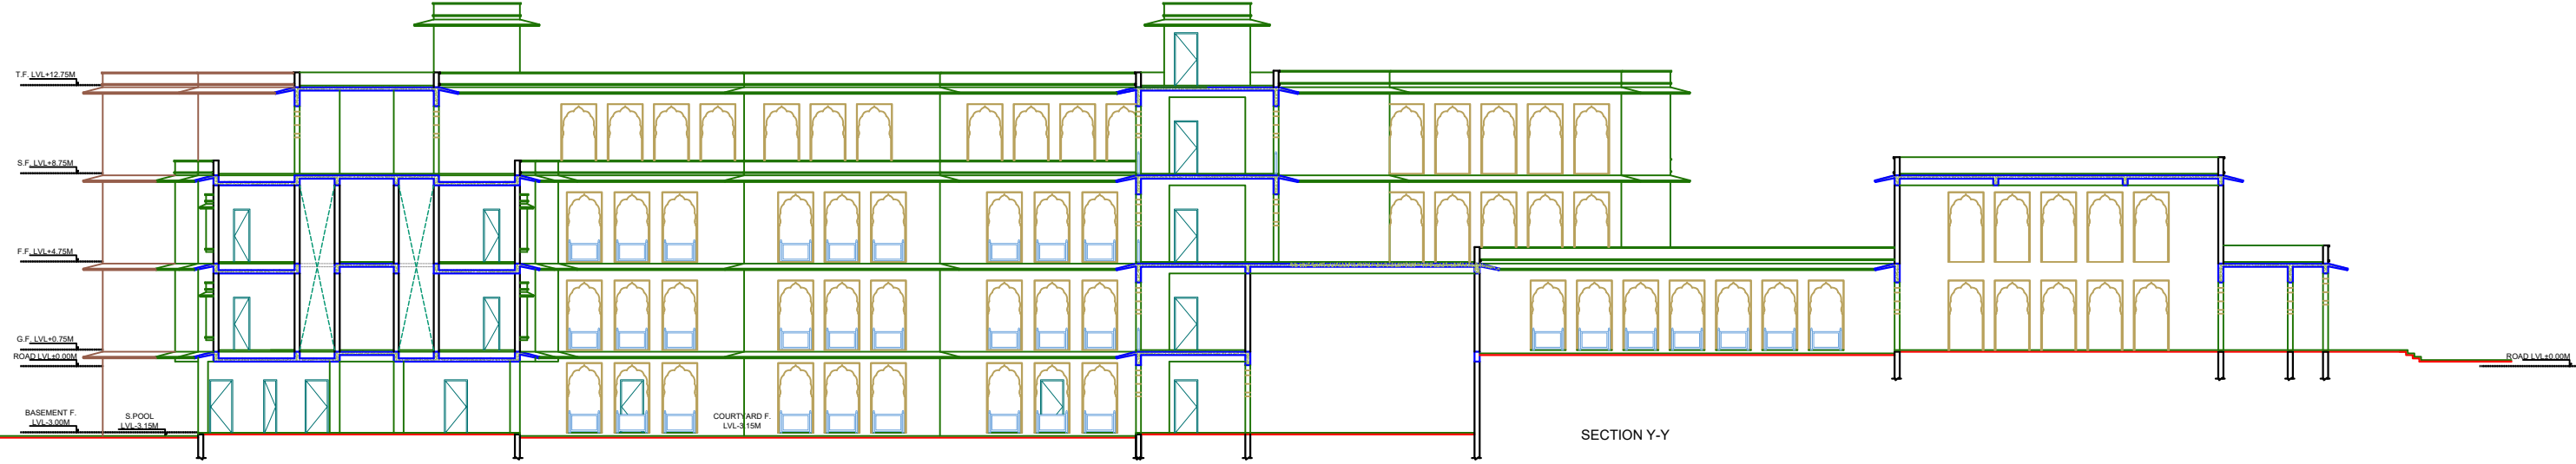 T.F. LVL+12.75M
S.F. LVL+8.75M
F.F. LVL+4.75M
G.F. LVL+0.75M
ROAD LVL±0.00M
BASEMENT F.
LVL-3.00M
S.POOL
LVL-3.15M
COURTYARD F.
LVL-3.15M
SECTION Y-Y
ROAD LVL±0.00M